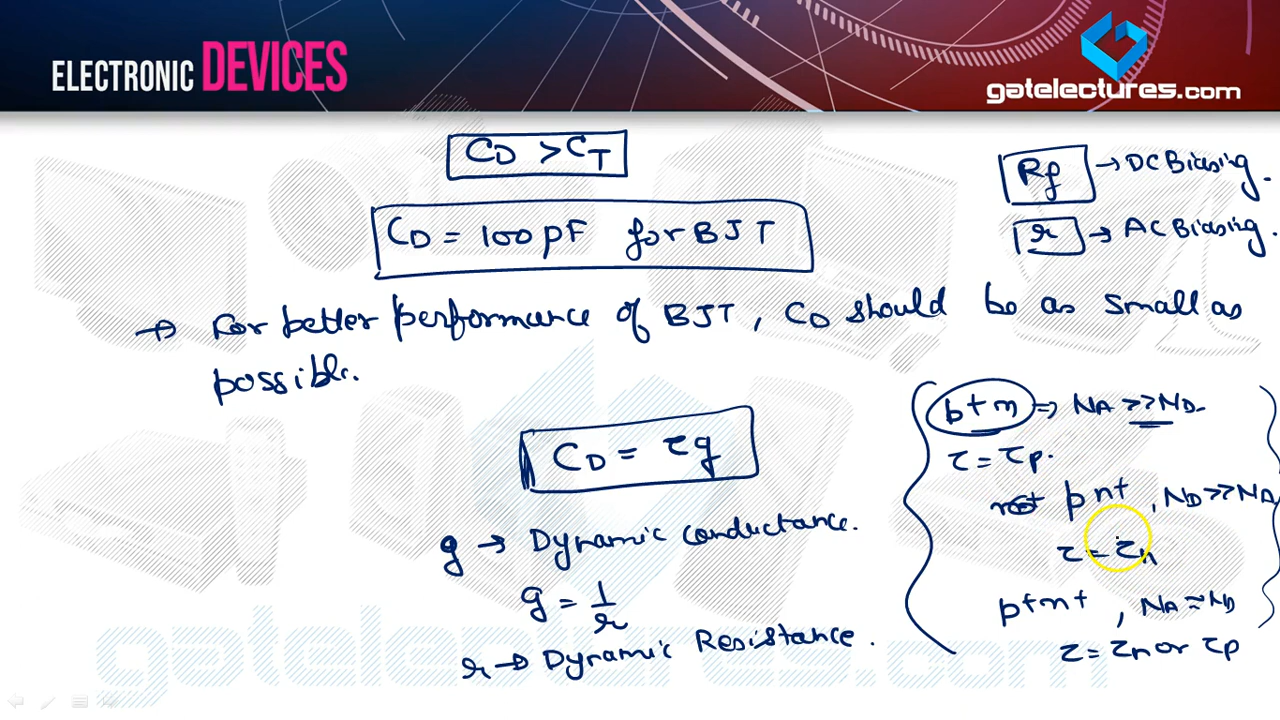 ELECTRONIC DEVICES
gatelectures.com
CD > CT
CD = 100 pF for BJT
Rf → DC Biasing.
r → AC Biasing.
→ For better performance of BJT, CD should be as small as
possible.
CD = τg
g → Dynamic conductance.
g = 1/r
r → Dynamic Resistance.
p+n ⇒ NA >> ND
τ = τp.
pn+, ND >> NA
τ = τn
p+n+, NA ≈ ND
τ = τn or τp
gatelectures.com